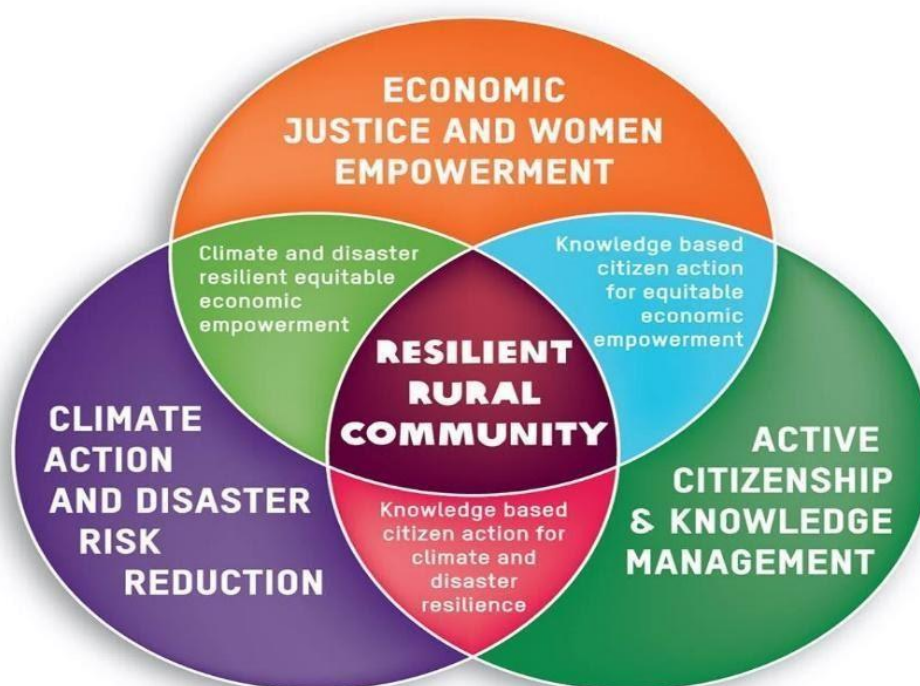 ECONOMIC
JUSTICE AND WOMEN
EMPOWERMENT
Climate and disaster
resilient equitable
economic
empowerment
Knowledge based
citizen action
for equitable
economic
empowerment
RESILIENT
RURAL
COMMUNITY
CLIMATE
ACTION
AND DISASTER
RISK
REDUCTION
ACTIVE
CITIZENSHIP
& KNOWLEDGE
MANAGEMENT
Knowledge based
citizen action for
climate and
disaster
resilience